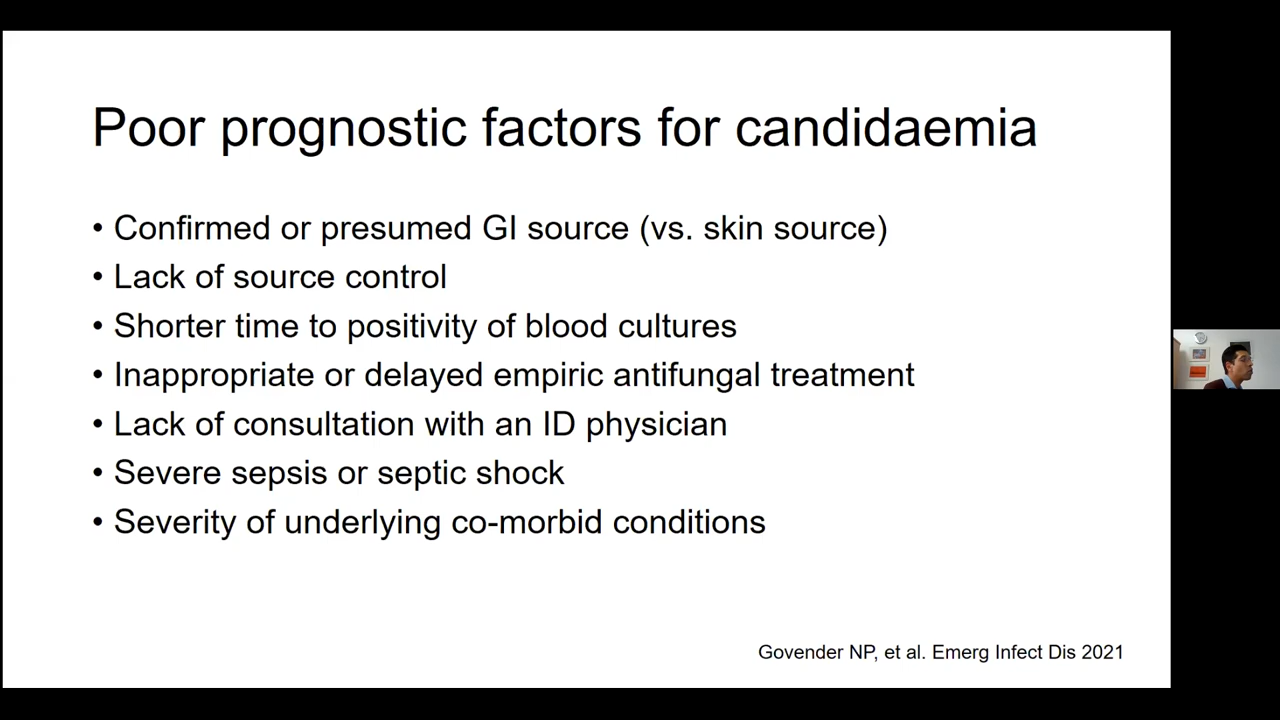 Poor prognostic factors for candidaemia
• Confirmed or presumed GI source (vs. skin source)
• Lack of source control
• Shorter time to positivity of blood cultures
• Inappropriate or delayed empiric antifungal treatment
• Lack of consultation with an ID physician
• Severe sepsis or septic shock
• Severity of underlying co-morbid conditions
Govender NP, et al. Emerg Infect Dis 2021